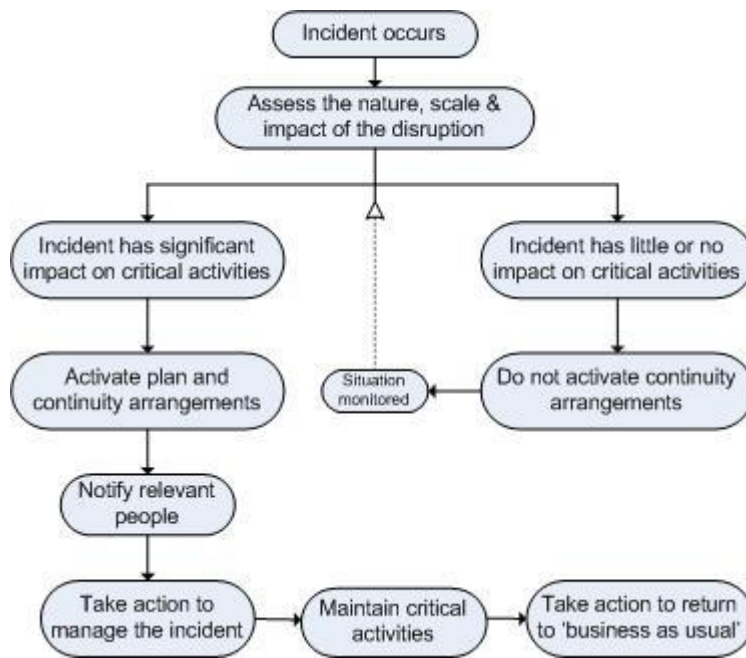 Incident occurs
Assess the nature, scale &
impact of the disruption
Incident has significant
impact on critical activities
Incident has little or no
impact on critical activities
Activate plan and
continuity arrangements
Situation
monitored
Do not activate continuity
arrangements
Notify relevant
people
Take action to
manage the incident
Maintain critical
activities
Take action to return
to 'business as usual'